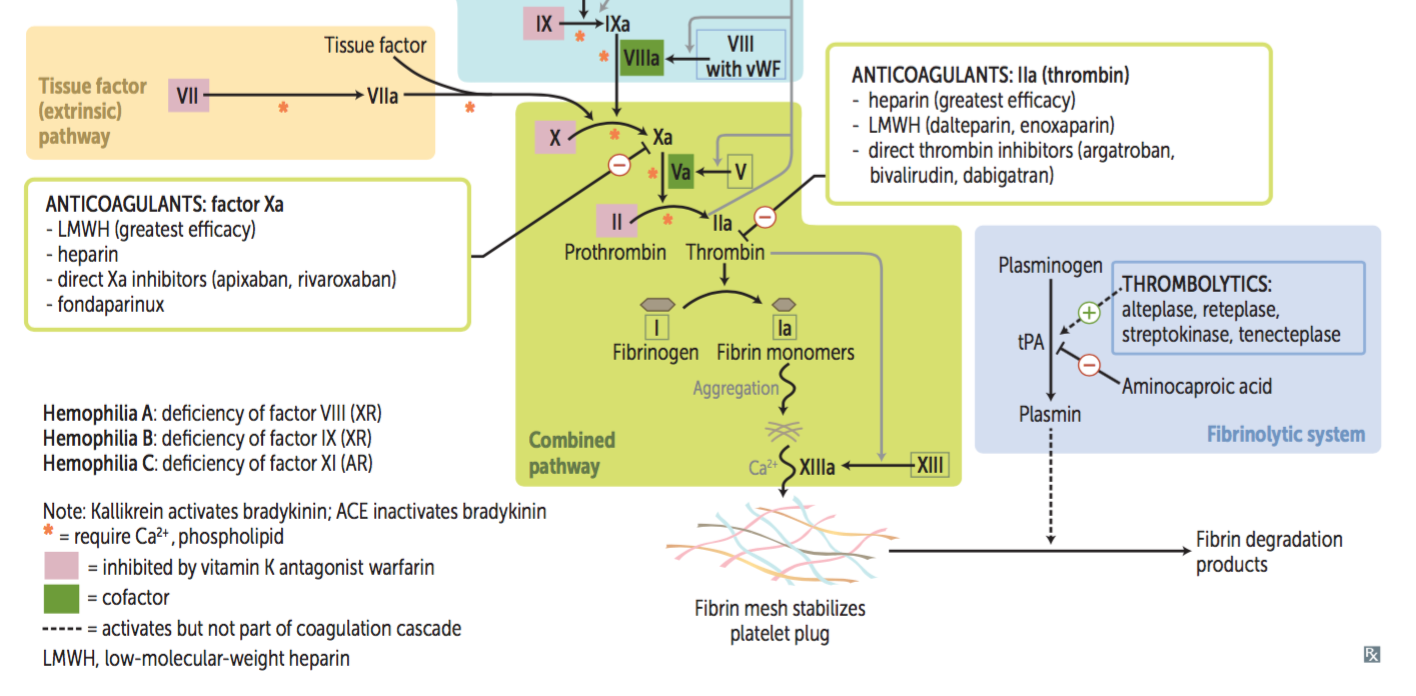 IX
IXa
*
*
VIIIa
VIII
with vWF
Tissue factor
Tissue factor
(extrinsic)
pathway
VII
*
VIIa
*
X
*
Xa
*
Va
V
II
*
IIa
Prothrombin
Thrombin
I
Ia
Fibrinogen
Fibrin monomers
Aggregation
Ca²⁺
XIIIa
XIII
Combined
pathway
Fibrin mesh stabilizes
platelet plug
ANTICOAGULANTS: IIa (thrombin)
- heparin (greatest efficacy)
- LMWH (dalteparin, enoxaparin)
- direct thrombin inhibitors (argatroban,
bivalirudin, dabigatran)
−
ANTICOAGULANTS: factor Xa
- LMWH (greatest efficacy)
- heparin
- direct Xa inhibitors (apixaban, rivaroxaban)
- fondaparinux
−
Plasminogen
THROMBOLYTICS:
alteplase, reteplase,
streptokinase, tenecteplase
+
tPA
−
Aminocaproic acid
Plasmin
Fibrinolytic system
Fibrin degradation
products
Hemophilia A: deficiency of factor VIII (XR)
Hemophilia B: deficiency of factor IX (XR)
Hemophilia C: deficiency of factor XI (AR)
Note: Kallikrein activates bradykinin; ACE inactivates bradykinin
* = require Ca²⁺, phospholipid
= inhibited by vitamin K antagonist warfarin
= cofactor
----- = activates but not part of coagulation cascade
LMWH, low-molecular-weight heparin
℞